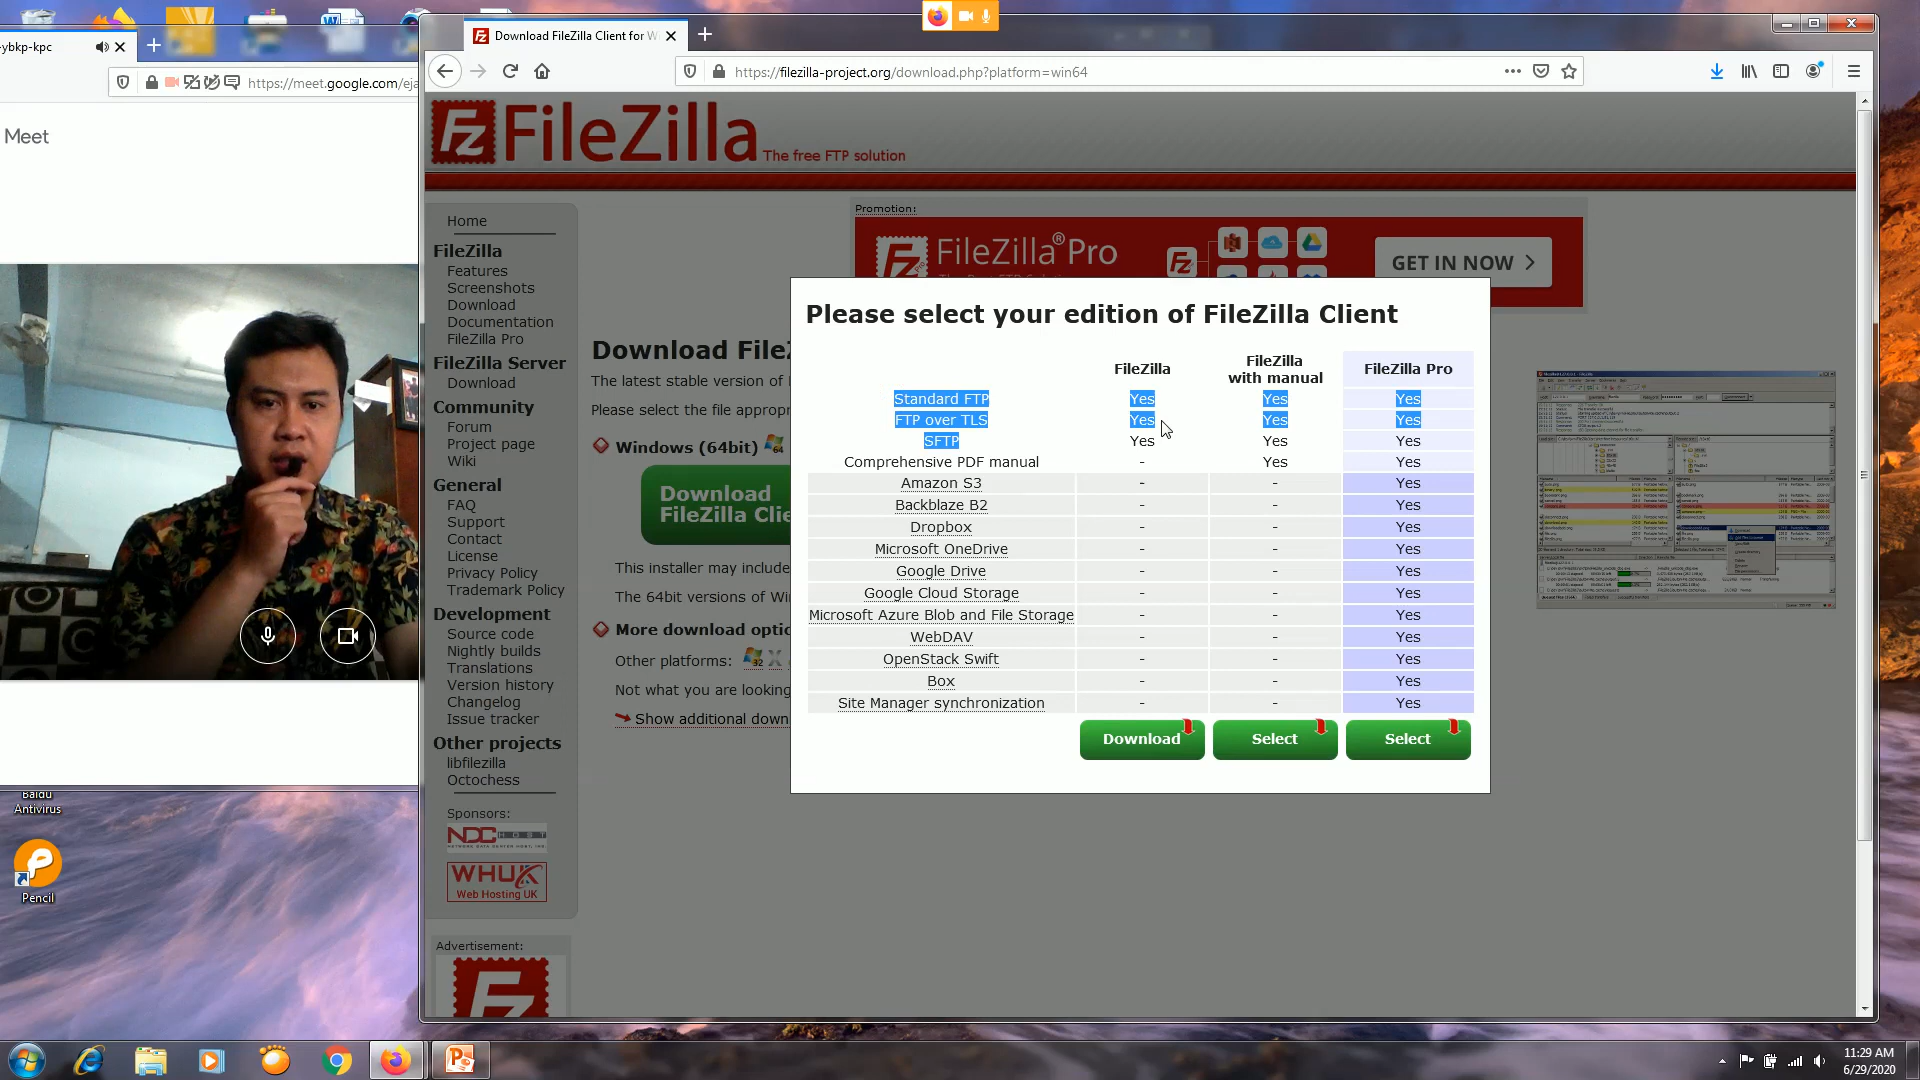 -ybkp-kpc
https://meet.google.com/eja
Meet
Baidu
Antivirus
Pencil
Download FileZilla Client for W
https://filezilla-project.org/download.php?platform=win64
FileZilla The free FTP solution
Home
FileZilla
Features
Screenshots
Download
Documentation
FileZilla Pro
FileZilla Server
Download
Community
Forum
Project page
Wiki
General
FAQ
Support
Contact
License
Privacy Policy
Trademark Policy
Development
Source code
Nightly builds
Translations
Version history
Changelog
Issue tracker
Other projects
libfilezilla
Octochess
Sponsors:
NDC HOST
WHUK
Web Hosting UK
Advertisement:
Fz
Promotion:
FileZilla®Pro
GET IN NOW
Download File
The latest stable version of
Please select the file appropr
Windows (64bit)
Download
FileZilla Clie
This installer may include
The 64bit versions of Wi
More download optio
Other platforms:
Not what you are looking
Show additional down
Please select your edition of FileZilla Client
FileZilla FileZilla with manual FileZilla Pro
Standard FTP Yes Yes Yes
FTP over TLS Yes Yes Yes
SFTP Yes Yes Yes
Comprehensive PDF manual - Yes Yes
Amazon S3 - - Yes
Backblaze B2 - - Yes
Dropbox - - Yes
Microsoft OneDrive - - Yes
Google Drive - - Yes
Google Cloud Storage - - Yes
Microsoft Azure Blob and File Storage - - Yes
WebDAV - - Yes
OpenStack Swift - - Yes
Box - - Yes
Site Manager synchronization - - Yes
Download Select Select
11:29 AM
6/29/2020